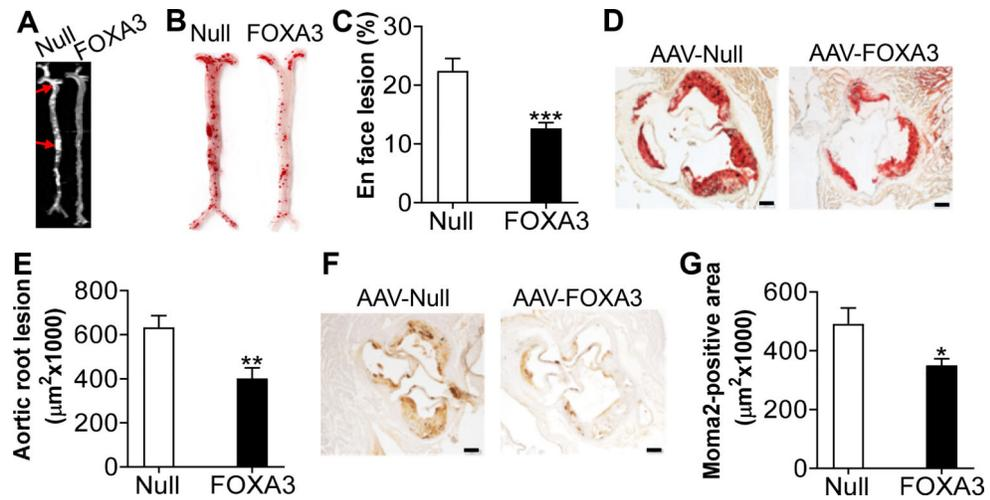 A
Null
FOXA3
B
Null FOXA3
C
En face lesion (%)
30
20
10
0
***
Null FOXA3
D
AAV-Null AAV-FOXA3
E
Aortic root lesion
(μm²x1000)
800
600
400
200
0
**
Null FOXA3
F
AAV-Null AAV-FOXA3
G
Moma2-positive area
(μm²x1000)
600
400
200
0
*
Null FOXA3